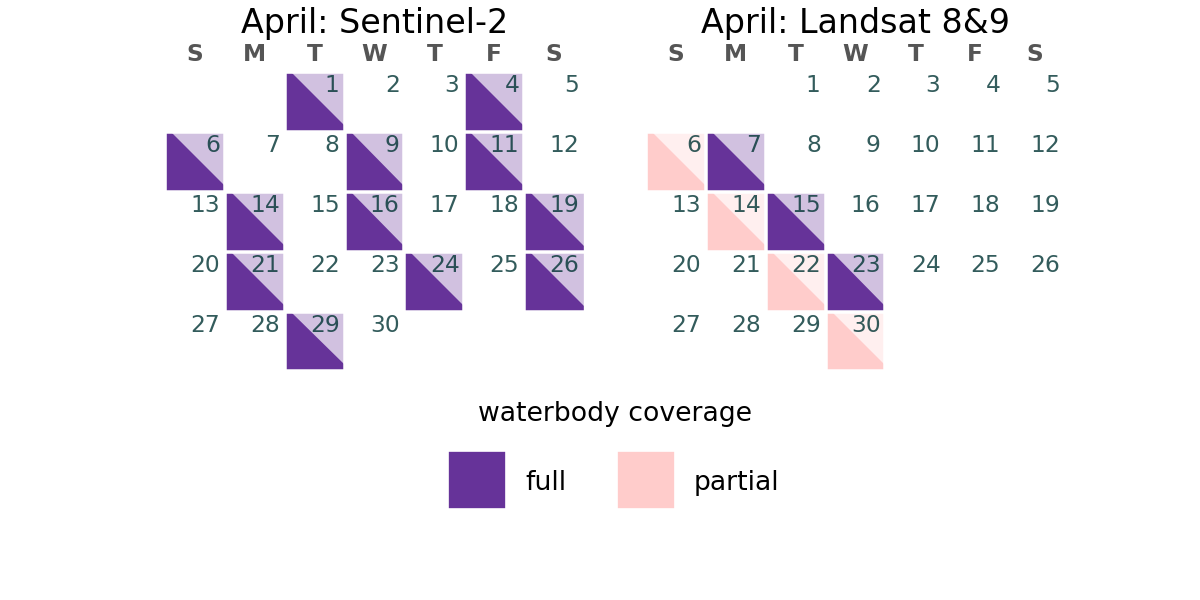 April: Sentinel-2
S M T W T F S
1 2 3 4 5
6 7 8 9 10 11 12
13 14 15 16 17 18 19
20 21 22 23 24 25 26
27 28 29 30
April: Landsat 8&9
S M T W T F S
1 2 3 4 5
6 7 8 9 10 11 12
13 14 15 16 17 18 19
20 21 22 23 24 25 26
27 28 29 30
waterbody coverage
full partial